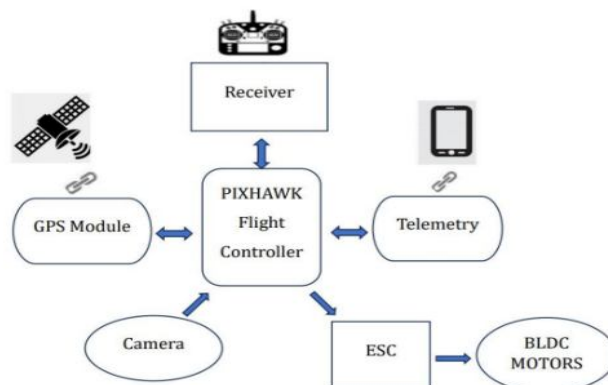 Receiver
PIXHAWK
Flight
Controller
GPS Module
Telemetry
Camera
ESC
BLDC
MOTORS